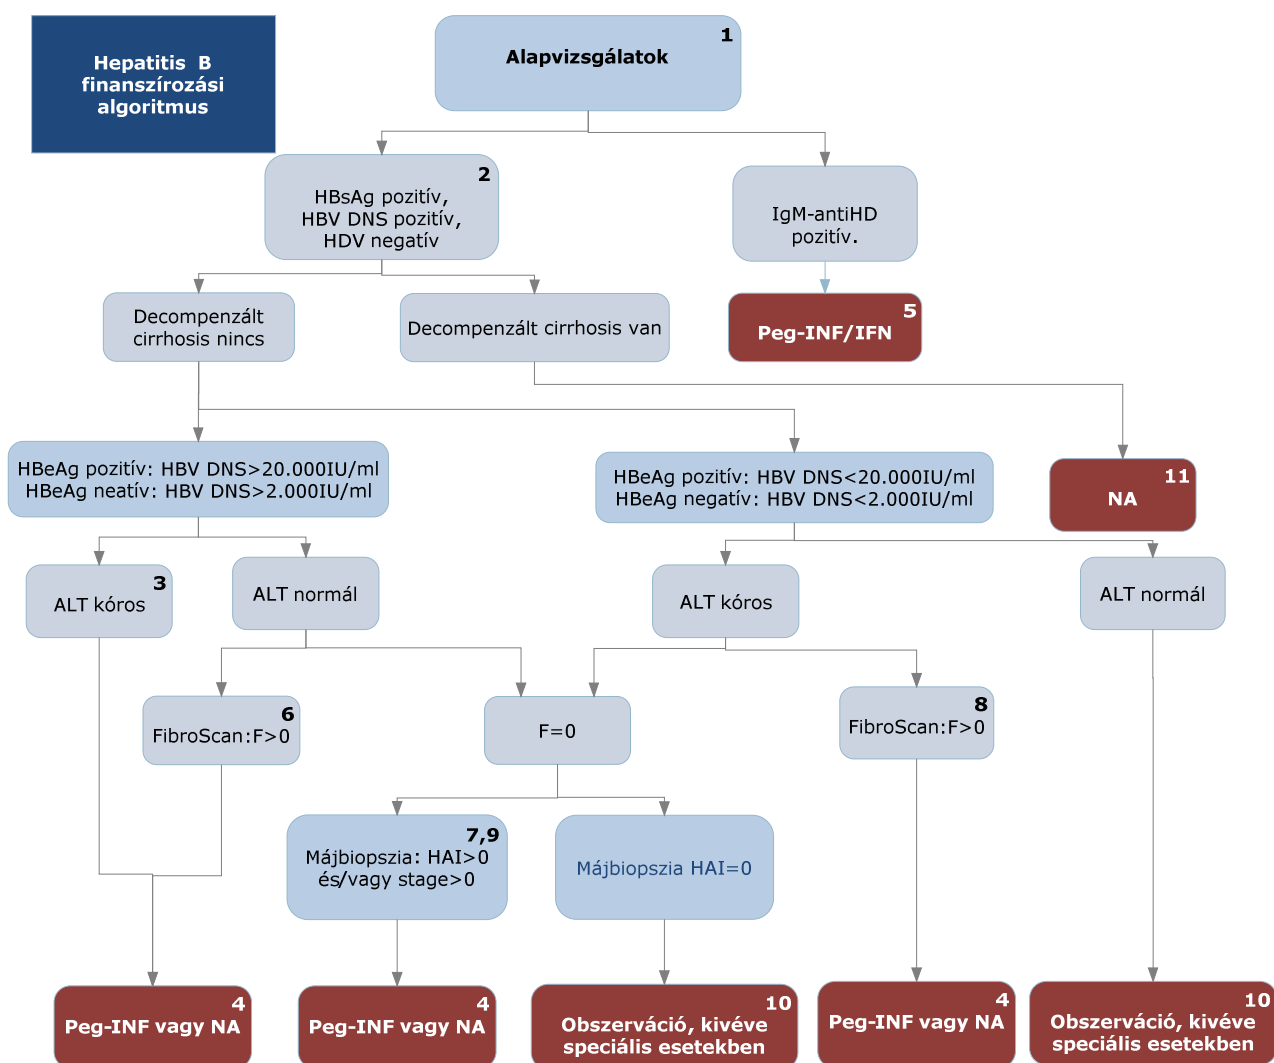 Hepatitis B
finanszírozási
algoritmus
1
Alapvizsgálatok
2
HBsAg pozitív,
HBV DNS pozitív,
HDV negatív
IgM-antiHD
pozitív.
Decompenzált
cirrhosis nincs
Decompenzált cirrhosis van
5
Peg-INF/IFN
HBeAg pozitív: HBV DNS>20.000IU/ml
HBeAg neatív: HBV DNS>2.000IU/ml
HBeAg pozitív: HBV DNS<20.000IU/ml
HBeAg negatív: HBV DNS<2.000IU/ml
11
NA
3
ALT kóros
ALT normál
ALT kóros
ALT normál
6
FibroScan:F>0
F=0
8
FibroScan:F>0
7,9
Májbiopszia: HAI>0
és/vagy stage>0
Májbiopszia HAI=0
4
Peg-INF vagy NA
4
Peg-INF vagy NA
10
Obszerváció, kivéve
speciális esetekben
4
Peg-INF vagy NA
10
Obszerváció, kivéve
speciális esetekben